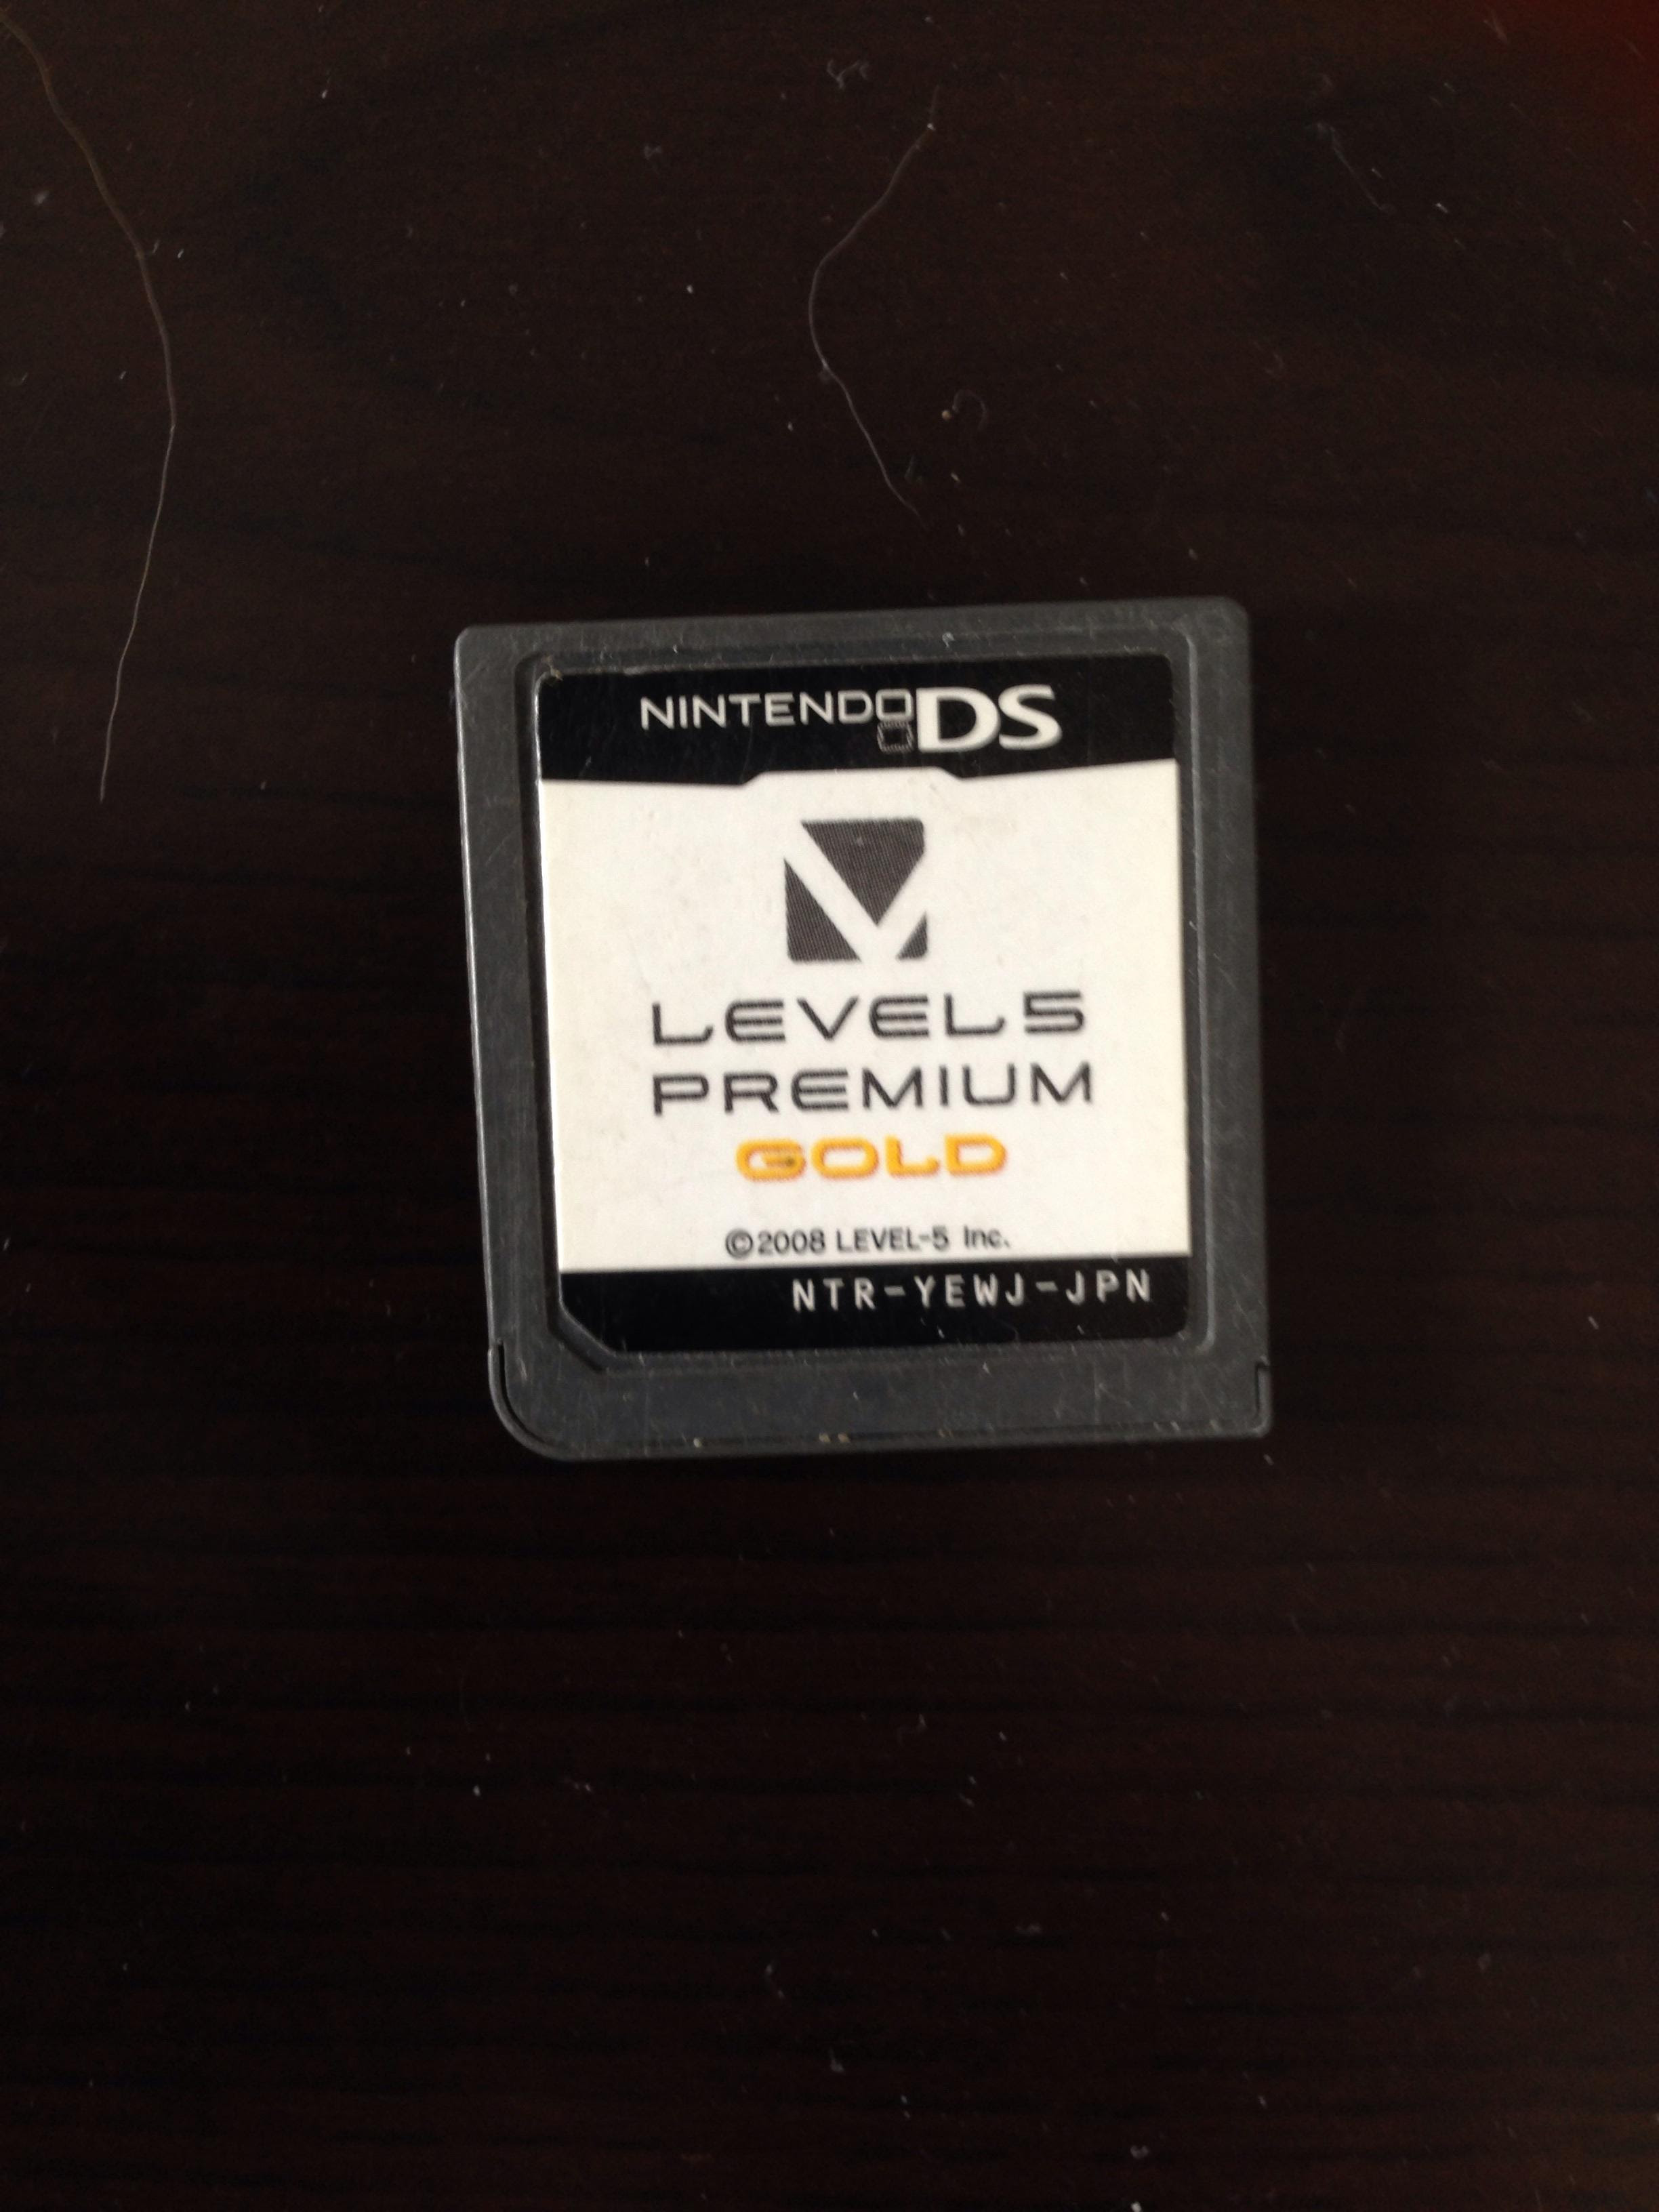 NINTENDO DS
LEVEL5
PREMIUM
GOLD
©2008 LEVEL-5 Inc.
NTR-YEWJ-JPN